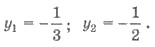 y₁ = −1/3; y₂ = −1/2.